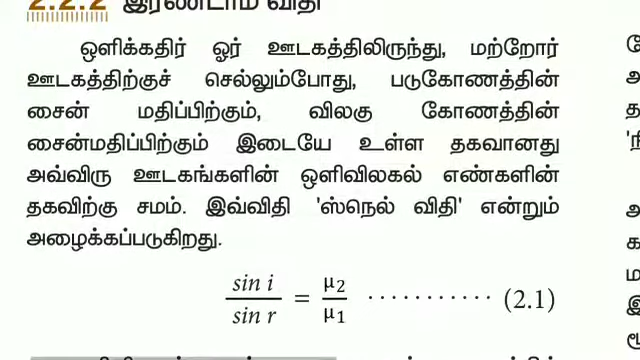 2.2.2 இரண்டாம் விதி
ஒளிக்கதிர் ஓர் ஊடகத்திலிருந்து, மற்றோர்
ஊடகத்திற்குச் செல்லும்போது, படுகோணத்தின்
சைன் மதிப்பிற்கும், விலகு கோணத்தின்
சைன்மதிப்பிற்கும் இடையே உள்ள தகவானது
அவ்விரு ஊடகங்களின் ஒளிவிலகல் எண்களின்
தகவிற்கு சமம். இவ்விதி 'ஸ்நெல் விதி' என்றும்
அழைக்கப்படுகிறது.
sin i / sin r = μ2 / μ1 ........... (2.1)